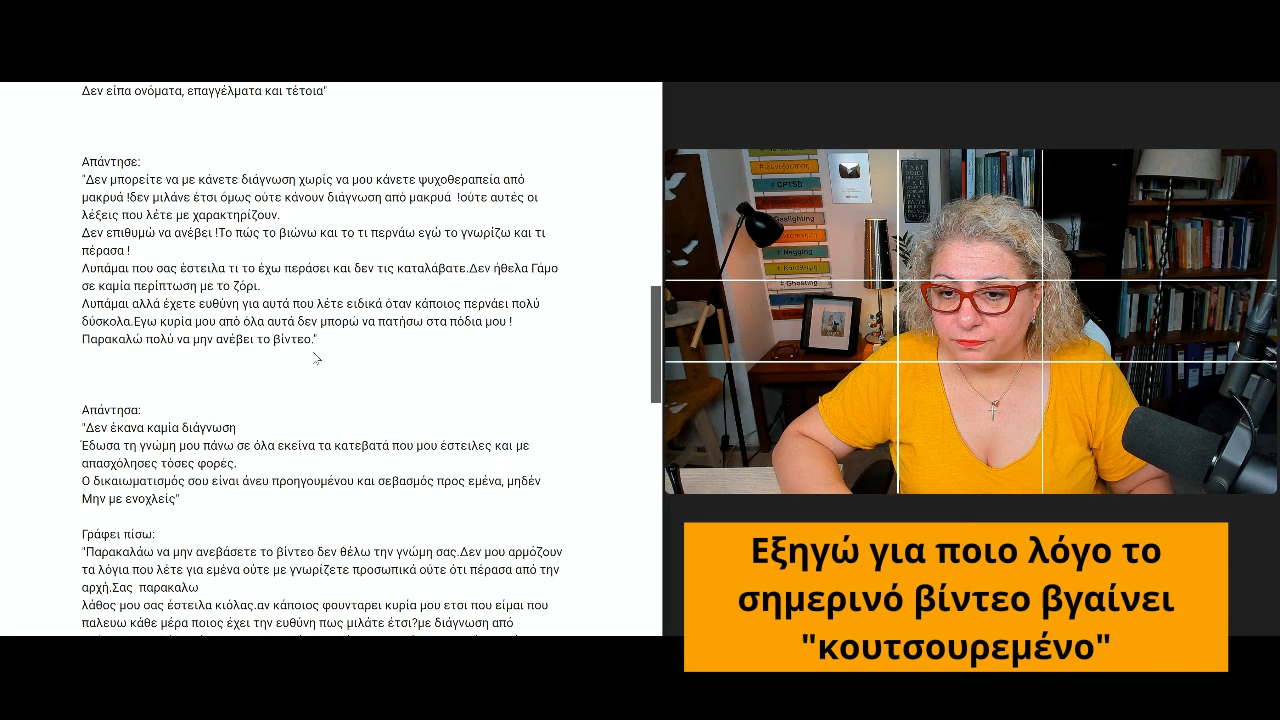 Δεν είπα ονόματα, επαγγέλματα και τέτοια"
Απάντησε:
"Δεν μπορείτε να με κάνετε διάγνωση χωρίς να μου κάνετε ψυχοθεραπεία από
μακρυά !δεν μιλάνε έτσι όμως ούτε κάνουν διάγνωση από μακρυά !ούτε αυτές οι
λέξεις που λέτε με χαρακτηρίζουν.
Δεν επιθυμώ να ανέβει !Το πώς το βιώνω και το τι περνάω εγώ το γνωρίζω και τι
πέρασα !
Λυπάμαι που σας έστειλα τι το έχω περάσει και δεν τις καταλάβατε.Δεν ήθελα Γάμο
σε καμία περίπτωση με το ζόρι.
Λυπάμαι αλλά έχετε ευθύνη για αυτά που λέτε ειδικά όταν κάποιος περνάει πολύ
δύσκολα.Εγω κυρία μου από όλα αυτά δεν μπορώ να πατήσω στα πόδια μου !
Παρακαλώ πολύ να μην ανέβει το βίντεο."
Απάντησα:
"Δεν έκανα καμία διάγνωση
Έδωσα τη γνώμη μου πάνω σε όλα εκείνα τα κατεβατά που μου έστειλες και με
απασχόλησες τόσες φορές.
Ο δικαιωματισμός σου είναι άνευ προηγουμένου και σεβασμός προς εμένα, μηδέν
Μην με ενοχλείς"
Γράφει πίσω:
"Παρακαλάω να μην ανεβάσετε το βίντεο δεν θέλω την γνώμη σας.Δεν μου αρμόζουν
τα λόγια που λέτε για εμένα ούτε με γνωρίζετε προσωπικά ούτε ότι πέρασα από την
αρχή.Σας παρακαλω
λάθος μου σας έστειλα κιόλας.αν κάποιος φουνταρει κυρία μου ετσι που είμαι που
παλευω κάθε μέρα ποιος έχει την ευθύνη πως μιλάτε έτσι?με διάγνωση από
# CPTSD
Gaslighting
# Negging
# Κατάθλιψη
# Ghosting
Εξηγώ για ποιο λόγο το
σημερινό βίντεο βγαίνει
"κουτσουρεμένο"